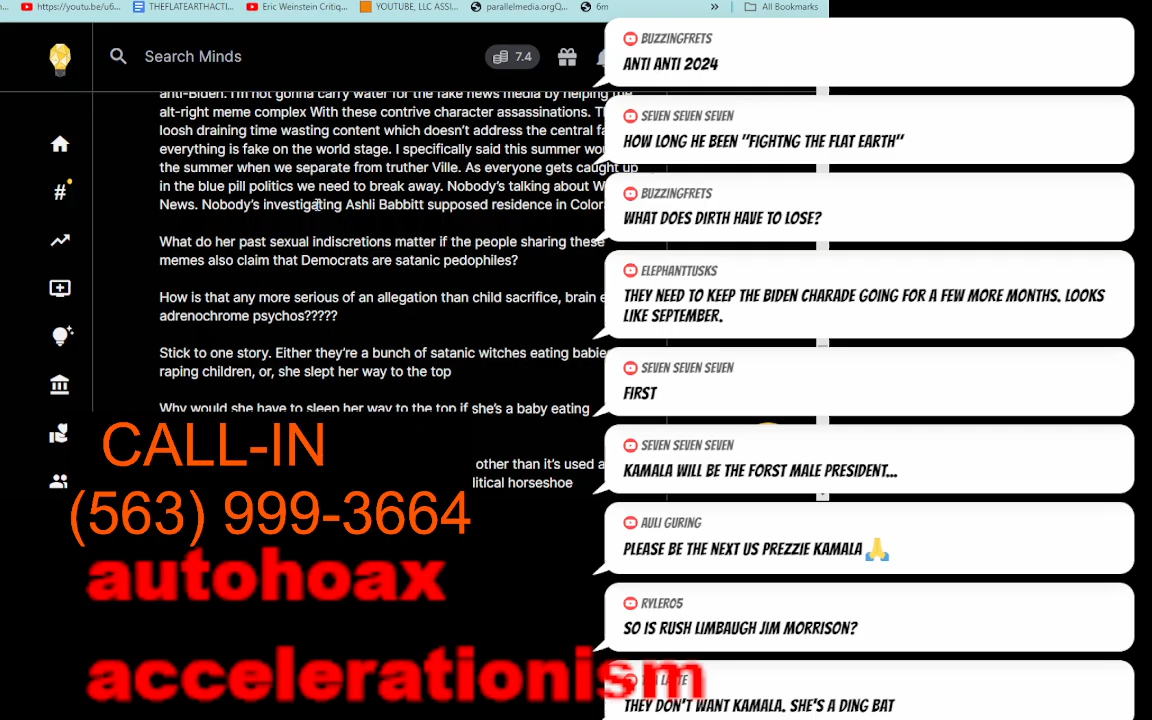 https://youtu.be/u6...
THEFLATEARTHACTI...
Eric Weinstein Critiq...
YOUTUBE, LLC ASSI...
parallelmedia.orgQ...
6m
»
All Bookmarks
Search Minds
7.4
anti-Biden. I'm not gonna carry water for the fake news media by helping the
alt-right meme complex With these contrive character assassinations.
loosh draining time wasting content which doesn't address the central
everything is fake on the world stage. I specifically said this summer
the summer when we separate from truther Ville. As everyone gets caught up
in the blue pill politics we need to break away. Nobody's talking about
News. Nobody's investigating Ashli Babbitt supposed residence in
What do her past sexual indiscretions matter if the people sharing these
memes also claim that Democrats are satanic pedophiles?
How is that any more serious of an allegation than child sacrifice, brain
adrenochrome psychos?????
Stick to one story. Either they're a bunch of satanic witches eating
raping children, or, she slept her way to the top
Why would she have to sleep her way to the top if she's a baby eating
other than it's used
litical horseshoe
CALL-IN
(563) 999-3664
autohoax
accelerationism
BUZZINGFRETS
ANTI ANTI 2024
SEVEN SEVEN SEVEN
HOW LONG HE BEEN "FIGHTNG THE FLAT EARTH"
BUZZINGFRETS
WHAT DOES DIRTH HAVE TO LOSE?
ELEPHANTTUSKS
THEY NEED TO KEEP THE BIDEN CHARADE GOING FOR A FEW MORE MONTHS. LOOKS
LIKE SEPTEMBER.
SEVEN SEVEN SEVEN
FIRST
SEVEN SEVEN SEVEN
KAMALA WILL BE THE FORST MALE PRESIDENT...
AULI GURING
PLEASE BE THE NEXT US PREZZIE KAMALA 🙏
RYLERO5
SO IS RUSH LIMBAUGH JIM MORRISON?
THEY DON'T WANT KAMALA. SHE'S A DING BAT